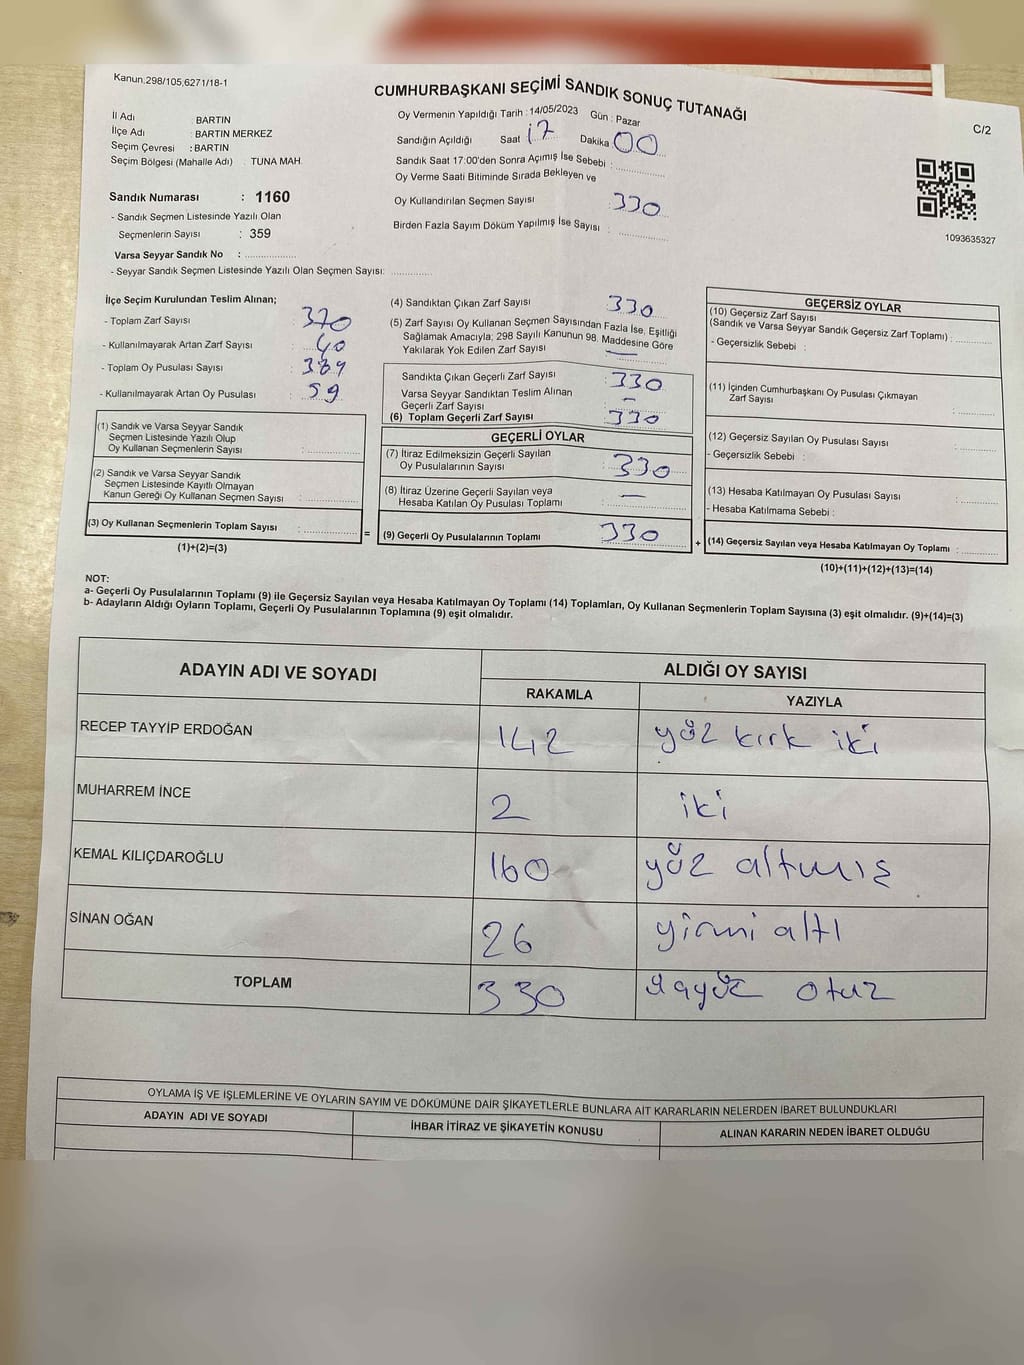 Kanun.298/105,6271/18-1
CUMHURBAŞKANI SEÇİMİ SANDIK SONUÇ TUTANAĞI
C/2
İl Adı : BARTIN
İlçe Adı : BARTIN MERKEZ
Seçim Çevresi : BARTIN
Seçim Bölgesi (Mahalle Adı) : TUNA MAH.
Oy Vermenin Yapıldığı Tarih : 14/05/2023 Gün : Pazar
Sandığın Açıldığı Saat 17 Dakika 00
Sandık Saat 17:00'den Sonra Açımış İse Sebebi :
Oy Verme Saati Bitiminde Sırada Bekleyen ve
Oy Kullandırılan Seçmen Sayısı : 330
Birden Fazla Sayım Döküm Yapılmış İse Sayısı :
1093635327
Sandık Numarası : 1160
- Sandık Seçmen Listesinde Yazılı Olan
Seçmenlerin Sayısı : 359
Varsa Seyyar Sandık No :
- Seyyar Sandık Seçmen Listesinde Yazılı Olan Seçmen Sayısı:
İlçe Seçim Kurulundan Teslim Alınan;
- Toplam Zarf Sayısı : 370
- Kullanılmayarak Artan Zarf Sayısı : 40
- Toplam Oy Pusulası Sayısı : 389
- Kullanılmayarak Artan Oy Pusulası : 59
(1) Sandık ve Varsa Seyyar Sandık
Seçmen Listesinde Yazılı Olup
Oy Kullanan Seçmenlerin Sayısı :
(2) Sandık ve Varsa Seyyar Sandık
Seçmen Listesinde Kayıtlı Olmayan
Kanun Gereği Oy Kullanan Seçmen Sayısı :
(3) Oy Kullanan Seçmenlerin Toplam Sayısı :
(1)+(2)=(3)
=
(4) Sandıktan Çıkan Zarf Sayısı : 330
(5) Zarf Sayısı Oy Kullanan Seçmen Sayısından Fazla İse, Eşitliği
Sağlamak Amacıyla; 298 Sayılı Kanunun 98. Maddesine Göre
Yakılarak Yok Edilen Zarf Sayısı : —
Sandıkta Çıkan Geçerli Zarf Sayısı : 330
Varsa Seyyar Sandıktan Teslim Alınan
Geçerli Zarf Sayısı : –
(6) Toplam Geçerli Zarf Sayısı : 330
GEÇERLİ OYLAR
(7) İtiraz Edilmeksizin Geçerli Sayılan
Oy Pusulalarının Sayısı : 330
(8) İtiraz Üzerine Geçerli Sayılan veya
Hesaba Katılan Oy Pusulası Toplamı : —
(9) Geçerli Oy Pusulalarının Toplamı : 330
+
GEÇERSİZ OYLAR
(10) Geçersiz Zarf Sayısı
(Sandık ve Varsa Seyyar Sandık Geçersiz Zarf Toplamı) :
- Geçersizlik Sebebi :
(11) İçinden Cumhurbaşkanı Oy Pusulası Çıkmayan
Zarf Sayısı :
(12) Geçersiz Sayılan Oy Pusulası Sayısı :
- Geçersizlik Sebebi :
(13) Hesaba Katılmayan Oy Pusulası Sayısı :
- Hesaba Katılmama Sebebi :
(14) Geçersiz Sayılan veya Hesaba Katılmayan Oy Toplamı :
(10)+(11)+(12)+(13)=(14)
NOT:
a- Geçerli Oy Pusulalarının Toplamı (9) ile Geçersiz Sayılan veya Hesaba Katılmayan Oy Toplamı (14) Toplamları, Oy Kullanan Seçmenlerin Toplam Sayısına (3) eşit olmalıdır. (9)+(14)=(3)
b- Adayların Aldığı Oyların Toplamı, Geçerli Oy Pusulalarının Toplamına (9) eşit olmalıdır.
ADAYIN ADI VE SOYADI ALDIĞI OY SAYISI
RAKAMLA YAZIYLA
RECEP TAYYİP ERDOĞAN 142 yüz kırk iki
MUHARREM İNCE 2 iki
KEMAL KILIÇDAROĞLU 160 yüz altmış
SİNAN OĞAN 26 yirmi altı
TOPLAM 330 otuz
OYLAMA İŞ VE İŞLEMLERİNE VE OYLARIN SAYIM VE DÖKÜMÜNE DAİR ŞİKAYETLERLE BUNLARA AİT KARARLARIN NELERDEN İBARET BULUNDUKLARI
ADAYIN ADI VE SOYADI İHBAR İTİRAZ VE ŞİKAYETİN KONUSU ALINAN KARARIN NEDEN İBARET OLDUĞU